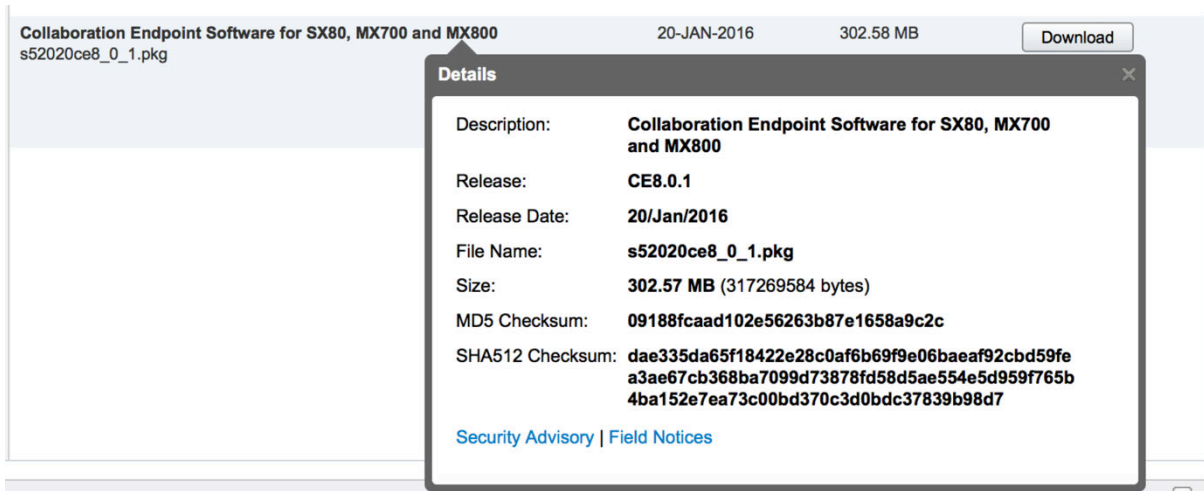 Collaboration Endpoint Software for SX80, MX700 and MX800 20-JAN-2016 302.58 MB Download
s52020ce8_0_1.pkg
Details ×
Description: Collaboration Endpoint Software for SX80, MX700
and MX800
Release: CE8.0.1
Release Date: 20/Jan/2016
File Name: s52020ce8_0_1.pkg
Size: 302.57 MB (317269584 bytes)
MD5 Checksum: 09188fcaad102e56263b87e1658a9c2c
SHA512 Checksum: dae335da65f18422e28c0af6b69f9e06baeaf92cbd59fe
a3ae67cb368ba7099d73878fd58d5ae554e5d959f765b
4ba152e7ea73c00bd370c3d0bdc37839b98d7
Security Advisory | Field Notices